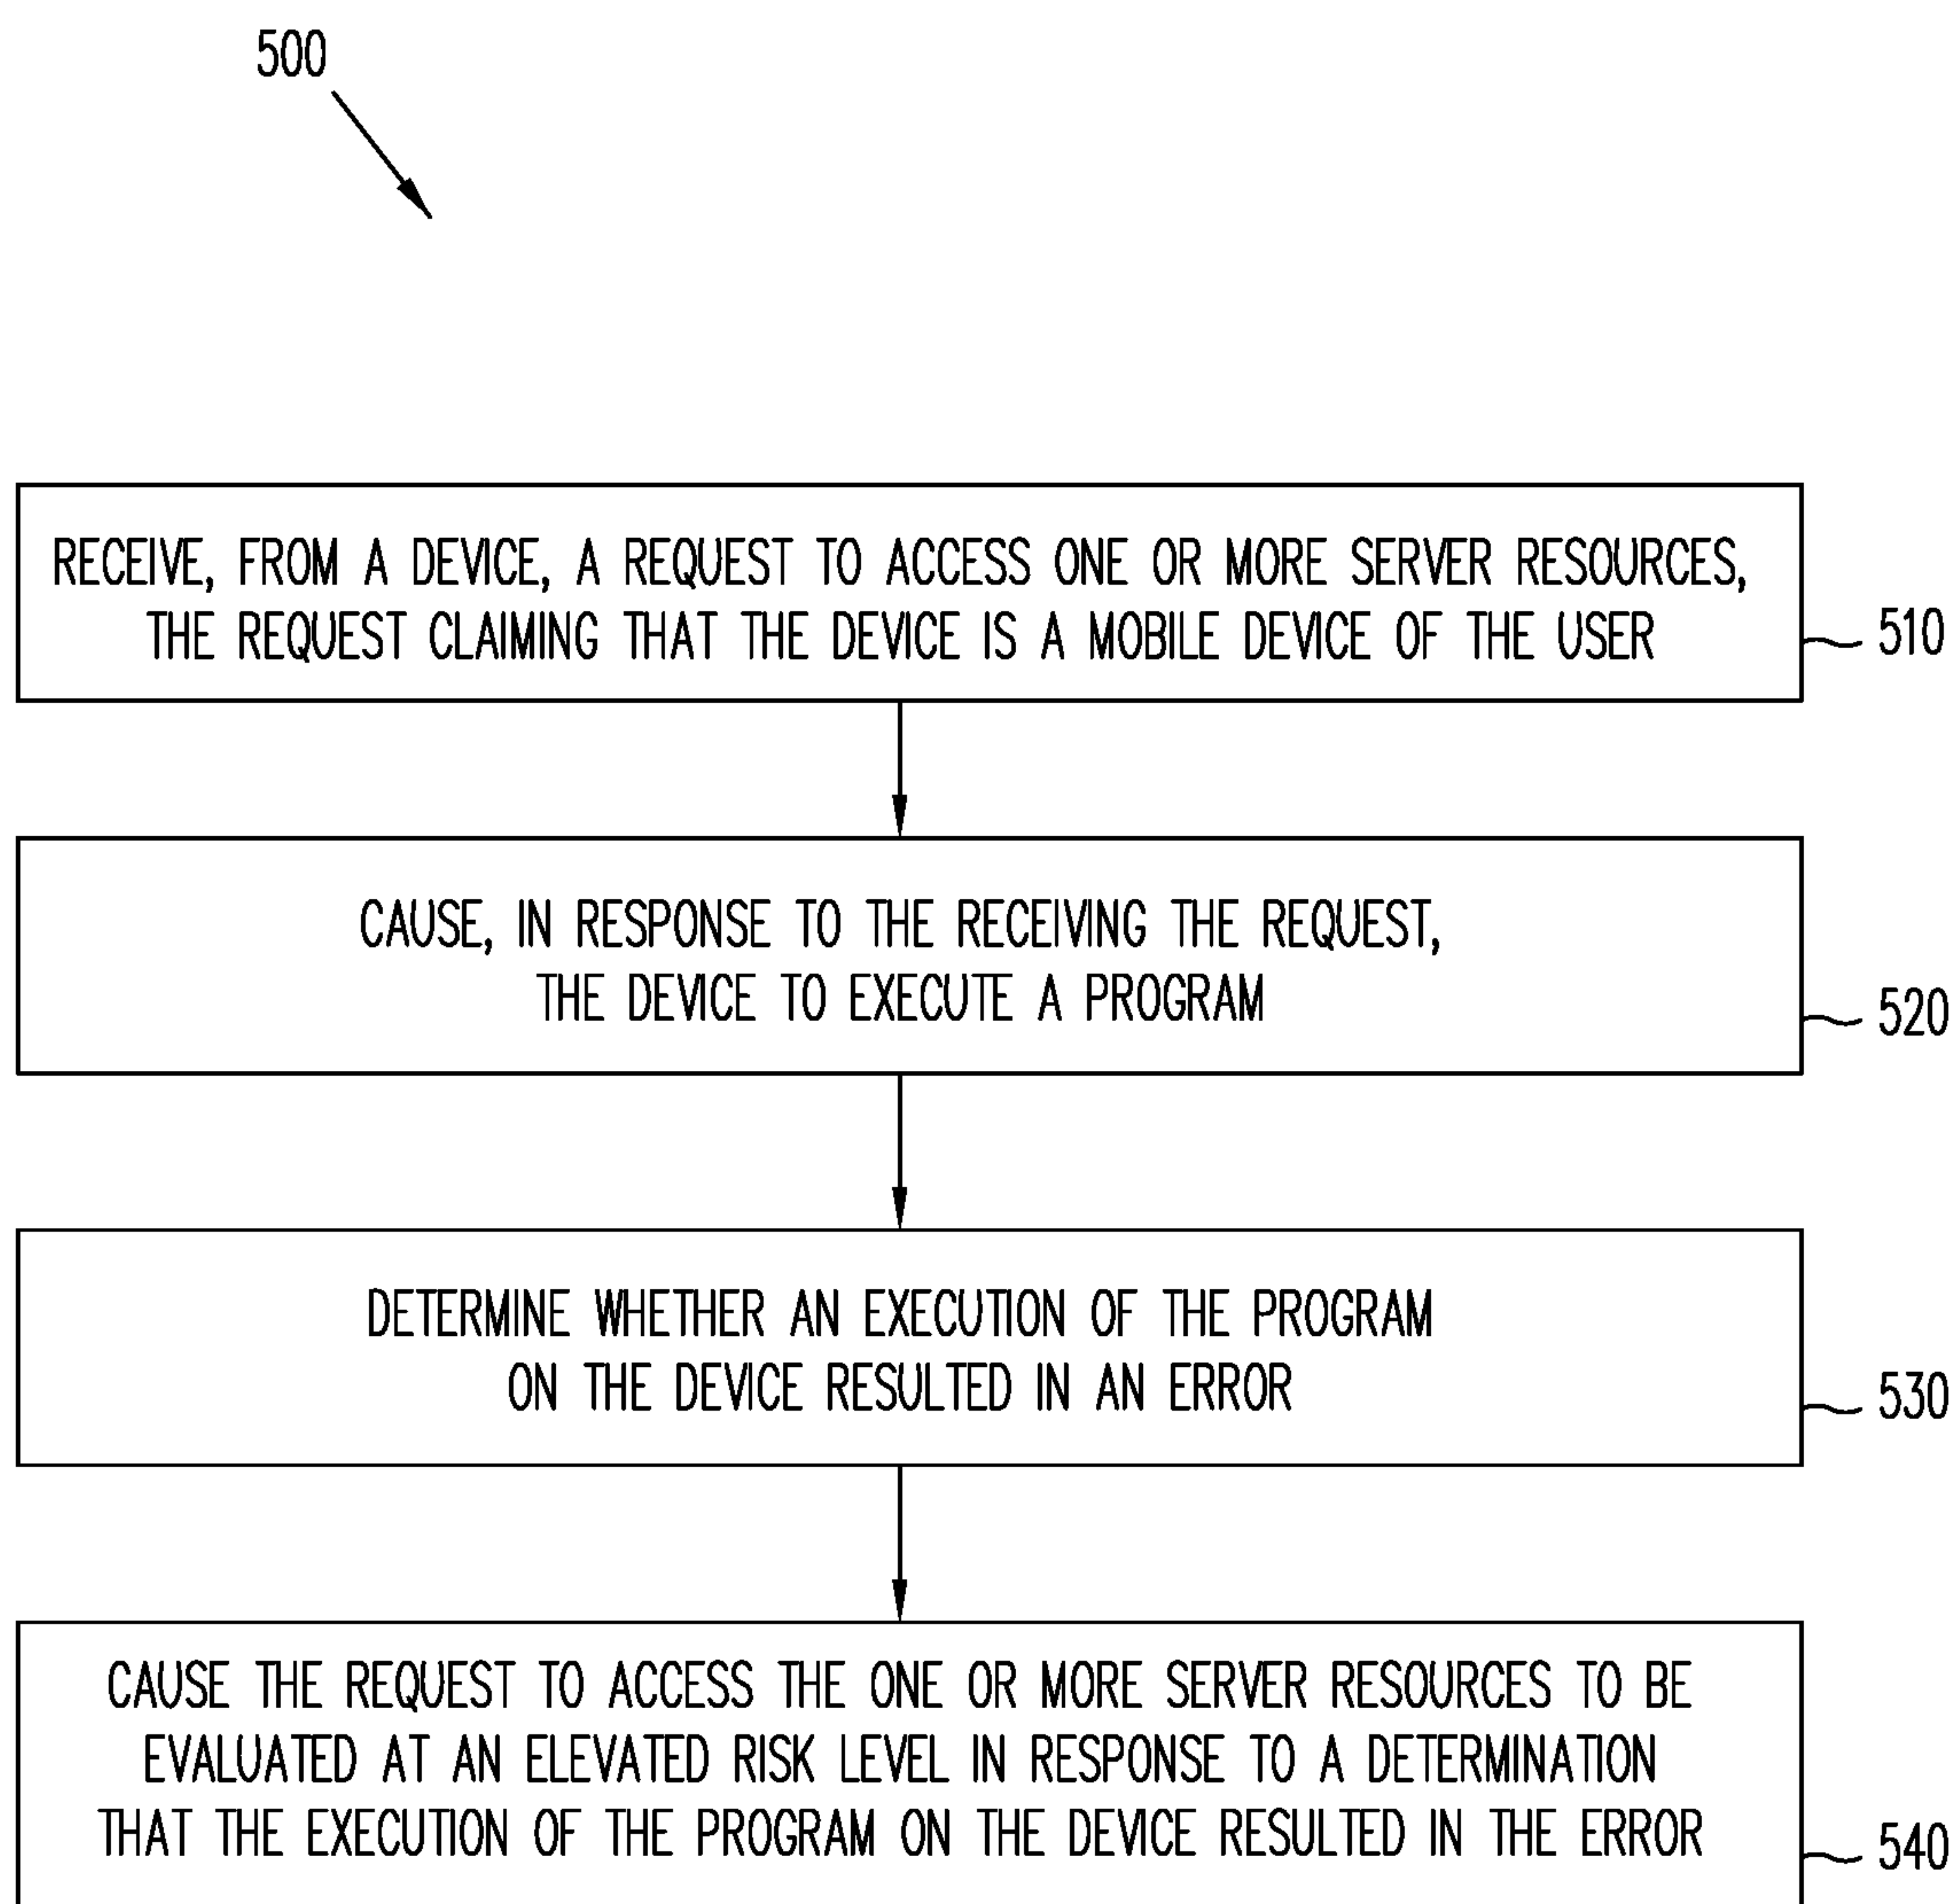 500
RECEIVE, FROM A DEVICE, A REQUEST TO ACCESS ONE OR MORE SERVER RESOURCES,
THE REQUEST CLAIMING THAT THE DEVICE IS A MOBILE DEVICE OF THE USER
510
CAUSE, IN RESPONSE TO THE RECEIVING THE REQUEST,
THE DEVICE TO EXECUTE A PROGRAM
520
DETERMINE WHETHER AN EXECUTION OF THE PROGRAM
ON THE DEVICE RESULTED IN AN ERROR
530
CAUSE THE REQUEST TO ACCESS THE ONE OR MORE SERVER RESOURCES TO BE
EVALUATED AT AN ELEVATED RISK LEVEL IN RESPONSE TO A DETERMINATION
THAT THE EXECUTION OF THE PROGRAM ON THE DEVICE RESULTED IN THE ERROR
540